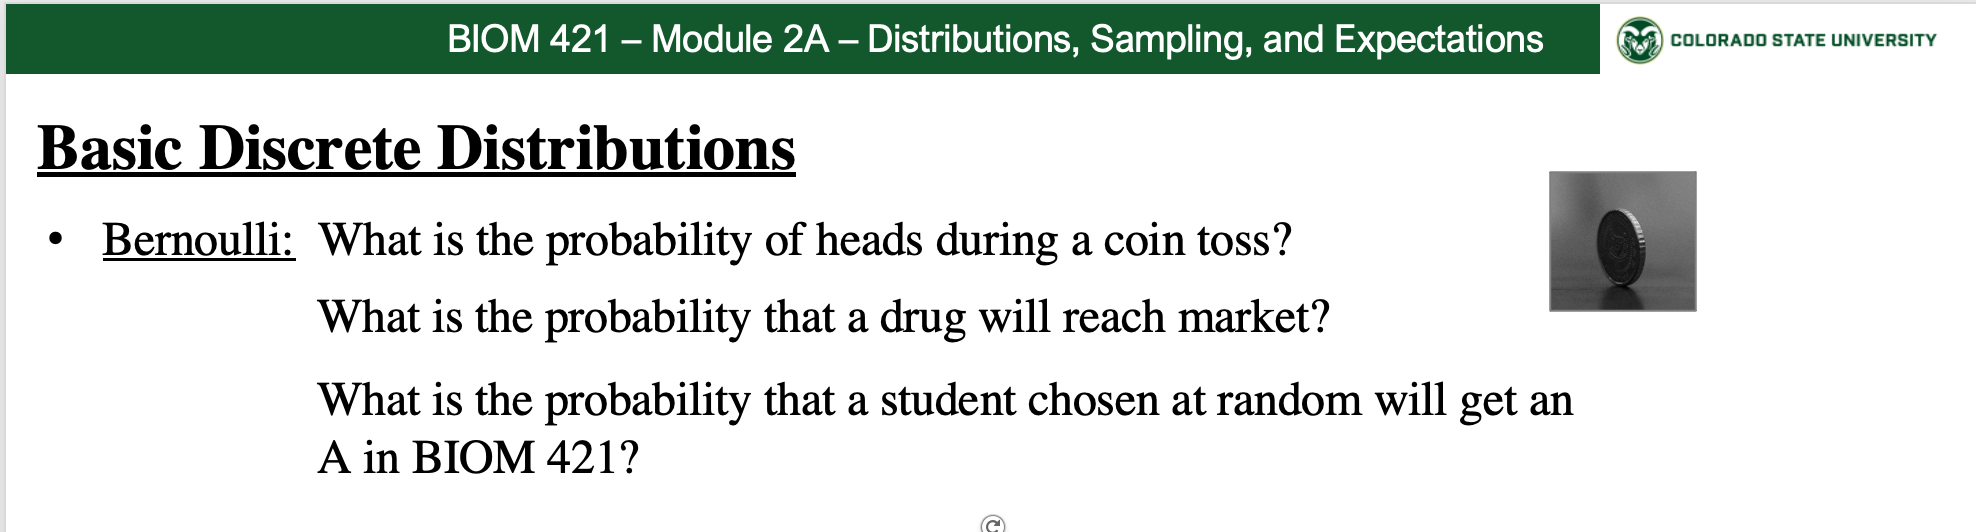 BIOM 421 – Module 2A – Distributions, Sampling, and Expectations
COLORADO STATE UNIVERSITY
Basic Discrete Distributions
• Bernoulli: What is the probability of heads during a coin toss?
What is the probability that a drug will reach market?
What is the probability that a student chosen at random will get an
A in BIOM 421?